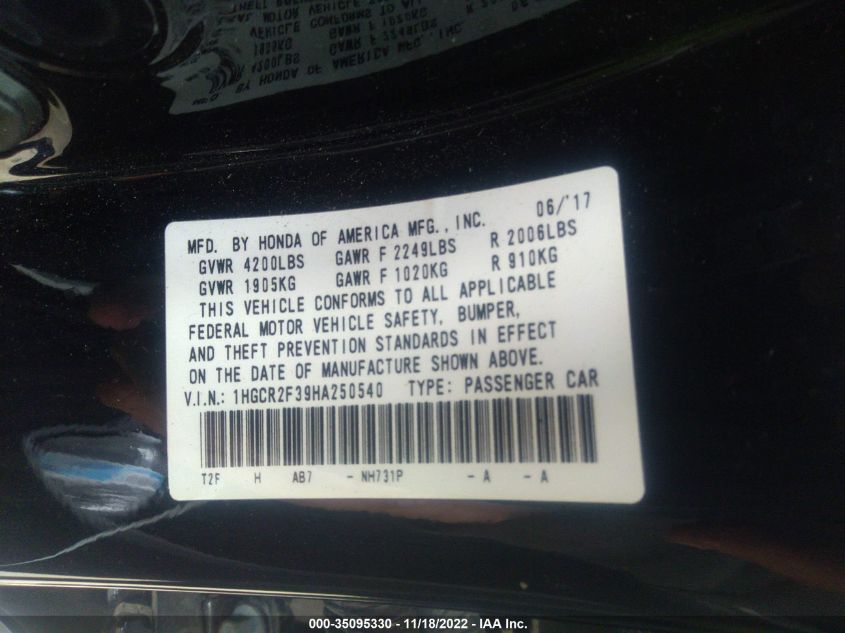 MFD. BY HONDA OF AMERICA MFG., INC. 06/'17
GVWR 4200LBS GAWR F 2249LBS R 2006LBS
GVWR 1905KG GAWR F 1020KG R 910KG
THIS VEHICLE CONFORMS TO ALL APPLICABLE
FEDERAL MOTOR VEHICLE SAFETY, BUMPER,
AND THEFT PREVENTION STANDARDS IN EFFECT
ON THE DATE OF MANUFACTURE SHOWN ABOVE.
V.I.N.: 1HGCR2F39HA250540 TYPE: PASSENGER CAR
T2F H AB7 - NH731P - A - A
000-35095330 - 11/18/2022 - IAA Inc.